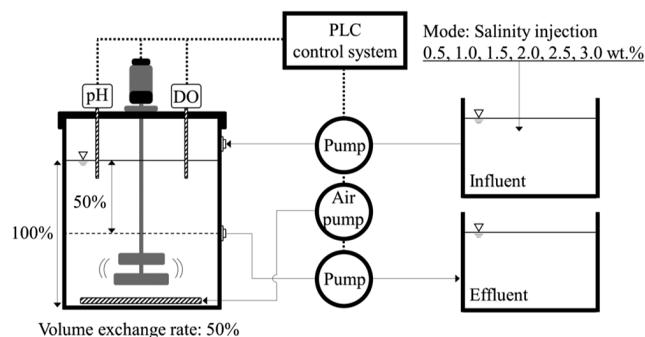 PLC
control system
Mode: Salinity injection
0.5, 1.0, 1.5, 2.0, 2.5, 3.0 wt.%
pH
DO
Pump
Influent
50%
Air
pump
100%
Pump
Effluent
Volume exchange rate: 50%